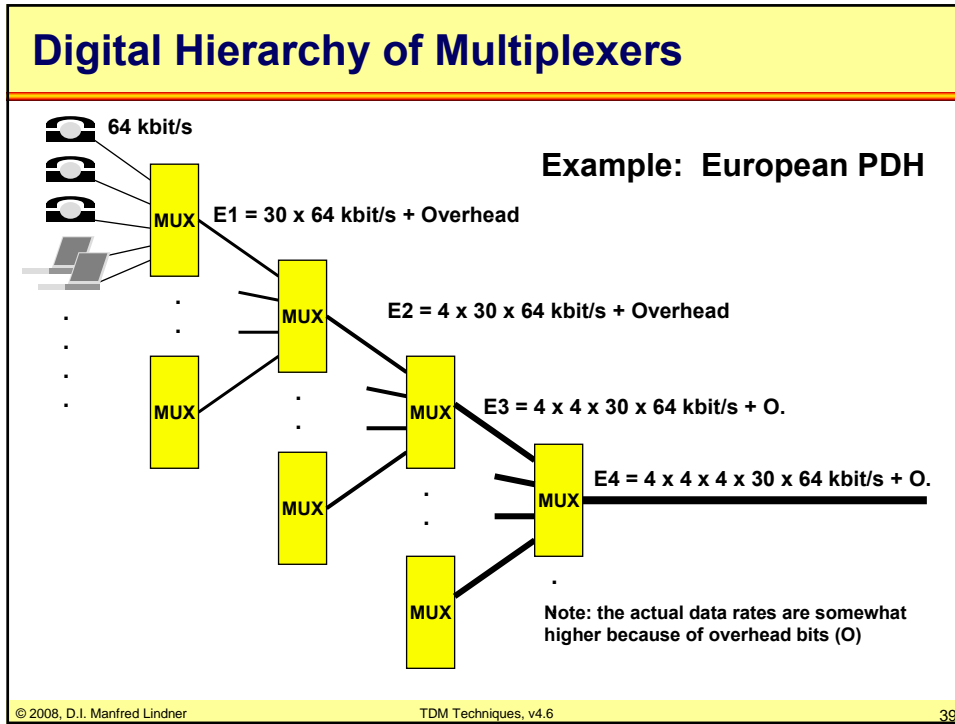 Digital Hierarchy of Multiplexers
64 kbit/s
Example: European PDH
MUX
E1 = 30 x 64 kbit/s + Overhead
MUX
E2 = 4 x 30 x 64 kbit/s + Overhead
MUX
MUX
E3 = 4 x 4 x 30 x 64 kbit/s + O.
MUX
E4 = 4 x 4 x 4 x 30 x 64 kbit/s + O.
MUX
MUX
Note: the actual data rates are somewhat
higher because of overhead bits (O)
© 2008, D.I. Manfred Lindner
TDM Techniques, v4.6
39